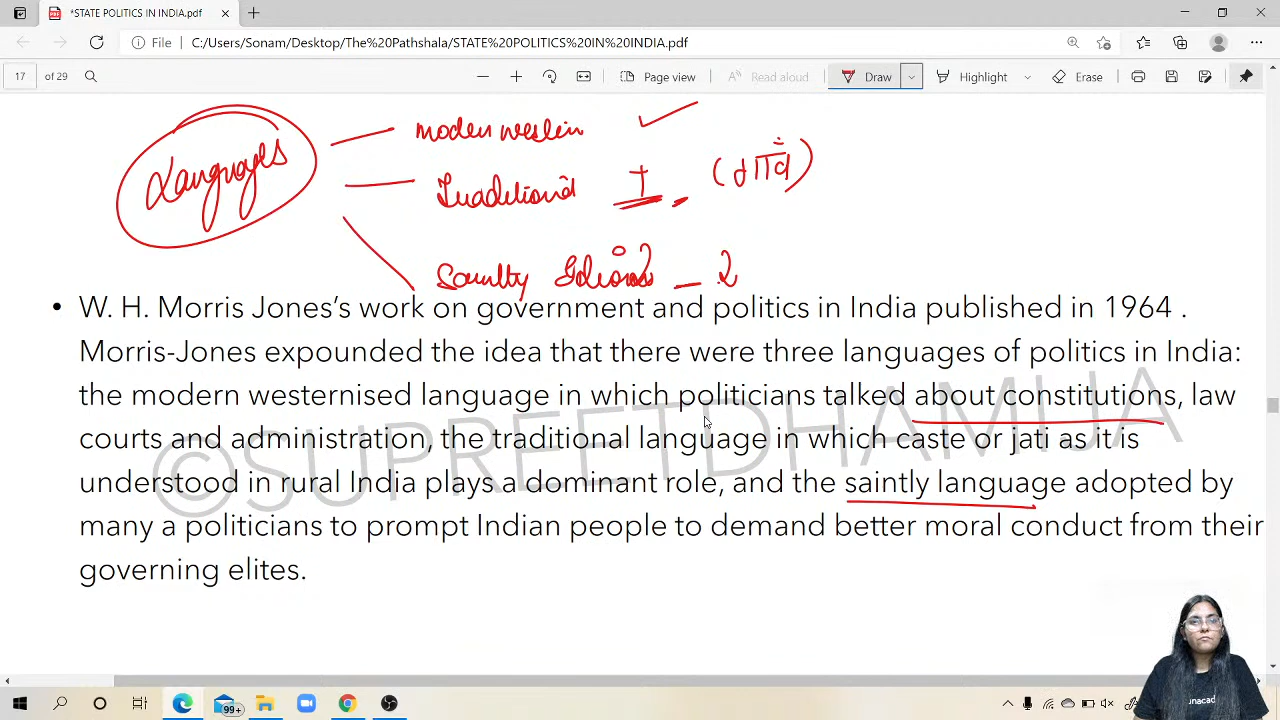 *STATE POLITICS IN INDIA.pdf
File C:/Users/Sonam/Desktop/The%20Pathshala/STATE%20POLITICS%20IN%20INDIA.pdf
17 of 29 Page view Read aloud Draw Highlight Erase
Languages
modern western
Traditional
• W. H. Morris Jones’s work on government and politics in India published in 1964 .
Morris-Jones expounded the idea that there were three languages of politics in India:
the modern westernised language in which politicians talked about constitutions, law
courts and administration, the traditional language in which caste or jati as it is
understood in rural India plays a dominant role, and the saintly language adopted by
many a politicians to prompt Indian people to demand better moral conduct from their
governing elites.
©SUPREETDHAMIJA
unacad
99+